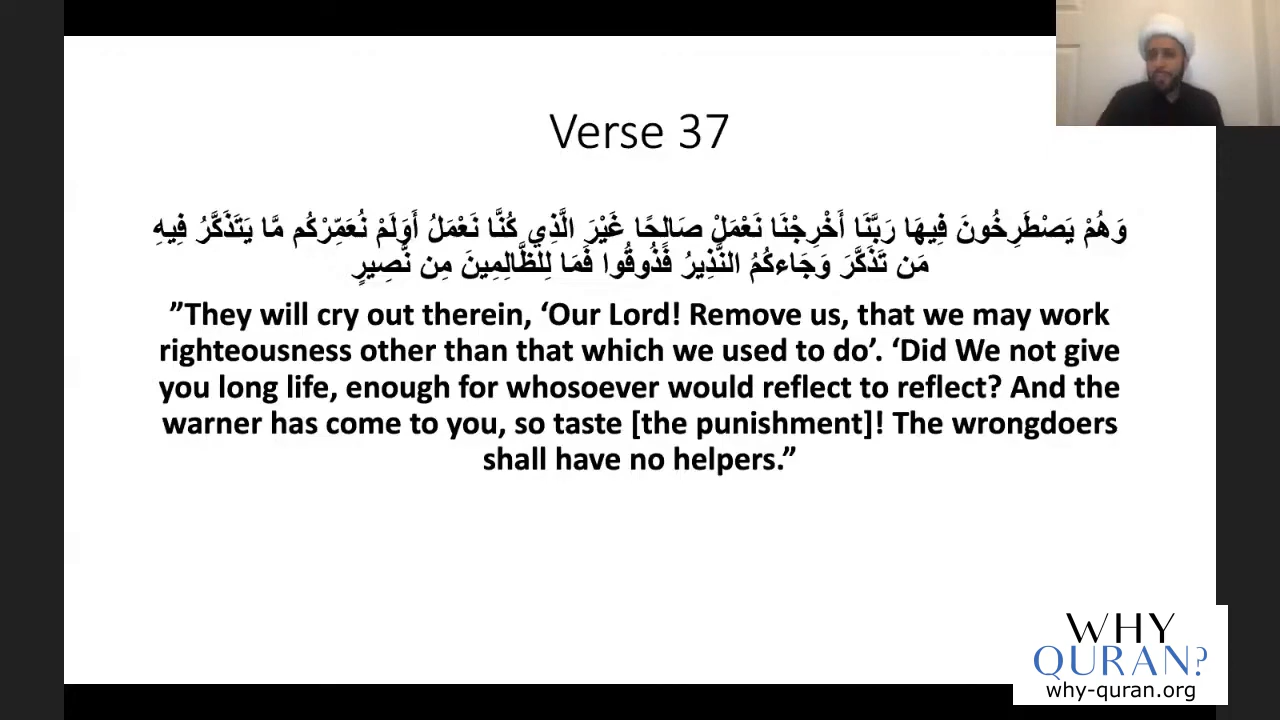 Verse 37
وَهُمْ يَصْطَرِخُونَ فِيهَا رَبَّنَا أَخْرِجْنَا نَعْمَلْ صَالِحًا غَيْرَ الَّذِي كُنَّا نَعْمَلُ أَوَلَمْ نُعَمِّرْكُم مَّا يَتَذَكَّرُ فِيهِ
مَن تَذَكَّرَ وَجَاءكُمُ النَّذِيرُ فَذُوقُوا فَمَا لِلظَّالِمِينَ مِن نَّصِيرٍ
”They will cry out therein, ‘Our Lord! Remove us, that we may work
righteousness other than that which we used to do’. ‘Did We not give
you long life, enough for whosoever would reflect to reflect? And the
warner has come to you, so taste [the punishment]! The wrongdoers
shall have no helpers.”
WHY
QURAN?
why-quran.org